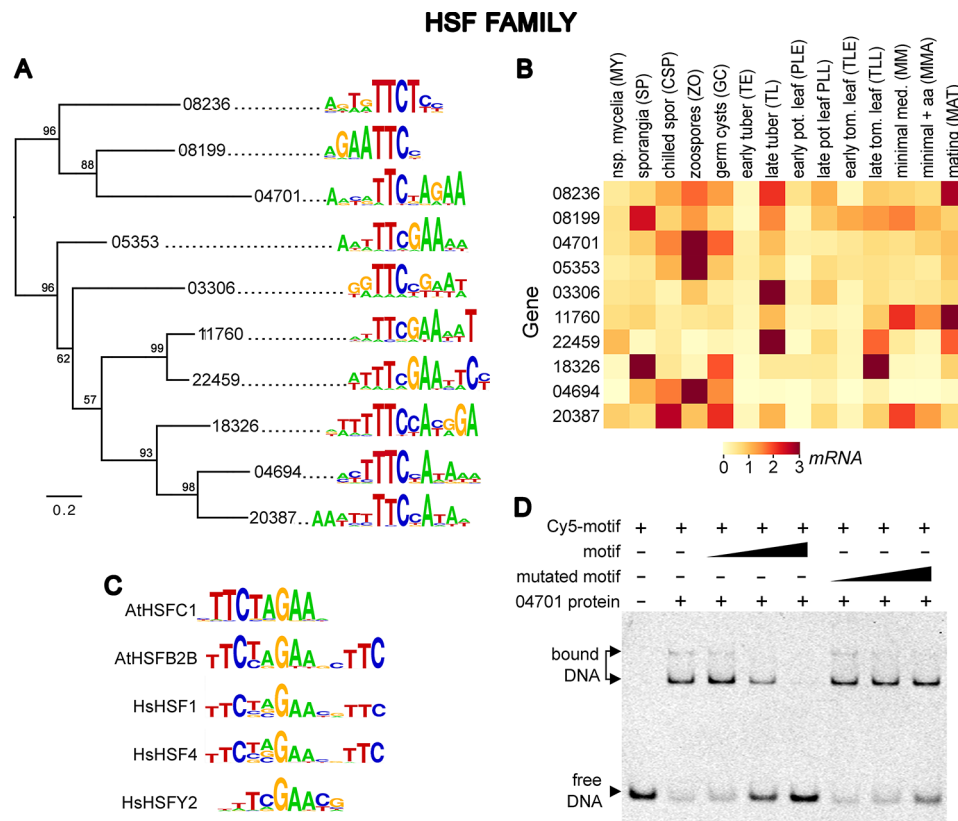 HSF FAMILY
A
08236
08199
04701
05353
03306
11760
22459
18326
04694
20387
96
88
96
62
99
57
93
98
0.2
B
nsp. mycelia (MY)
sporangia (SP)
chilled spor (CSP)
zoospores (ZO)
germ cysts (GC)
early tuber (TE)
late tuber (TL)
early pot. leaf (PLE)
late pot leaf PLL)
early tom. leaf (TLE)
late tom. leaf (TLL)
minimal med. (MM)
minimal + aa (MMA)
mating (MAT)
Gene
08236
08199
04701
05353
03306
11760
22459
18326
04694
20387
0 1 2 3 mRNA
C
AtHSFC1 TTCTAGAA
AtHSFB2B TTCTAGAAGCTTC
HsHSF1
HsHSF4
HsHSFY2
D
Cy5-motif + + + + + + + +
motif – – – – –
mutated motif – – – – –
04701 protein – + + + + + + +
bound
DNA
free
DNA